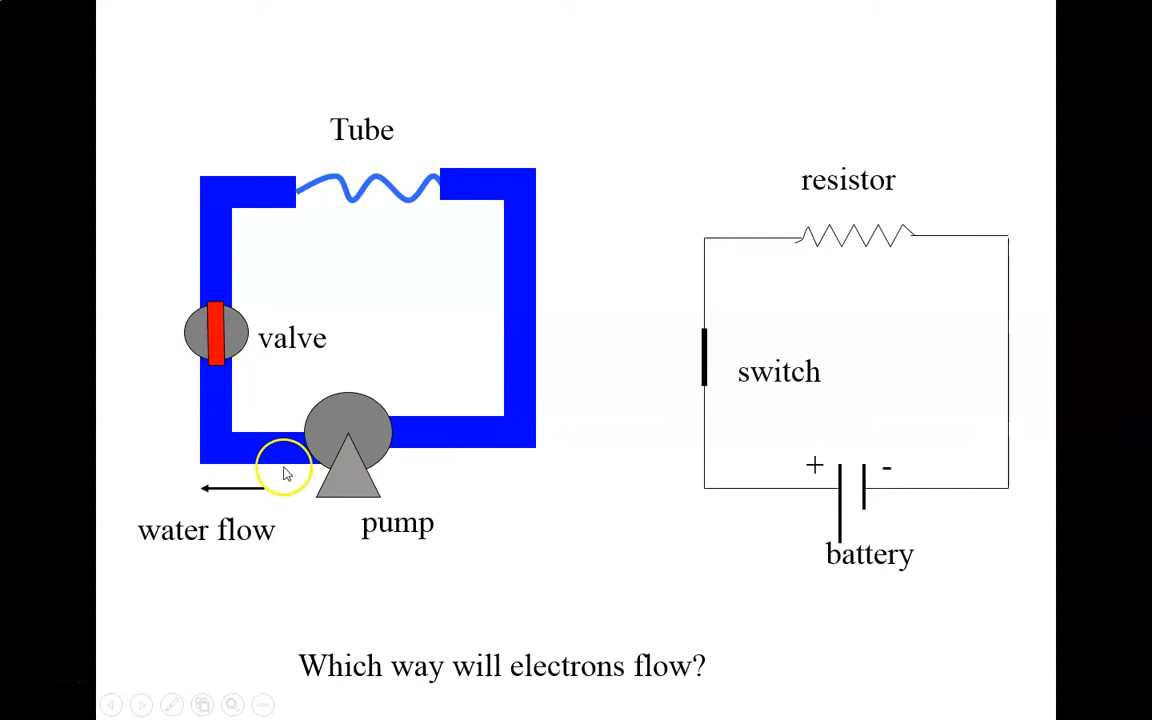 Tube
resistor
valve
switch
+ -
water flow
pump
battery
Which way will electrons flow?